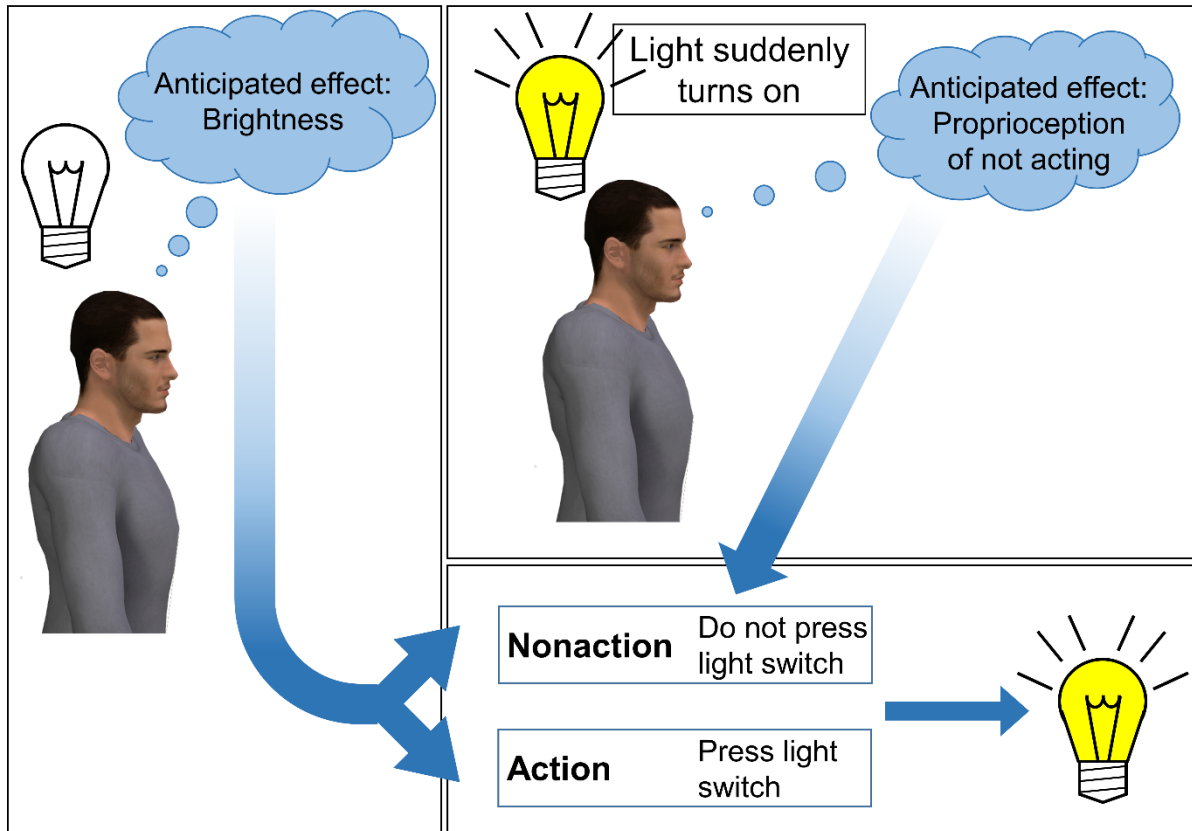 Anticipated effect:
Brightness
Light suddenly
turns on
Anticipated effect:
Proprioception
of not acting
Nonaction
Do not press
light switch
Action
Press light
switch